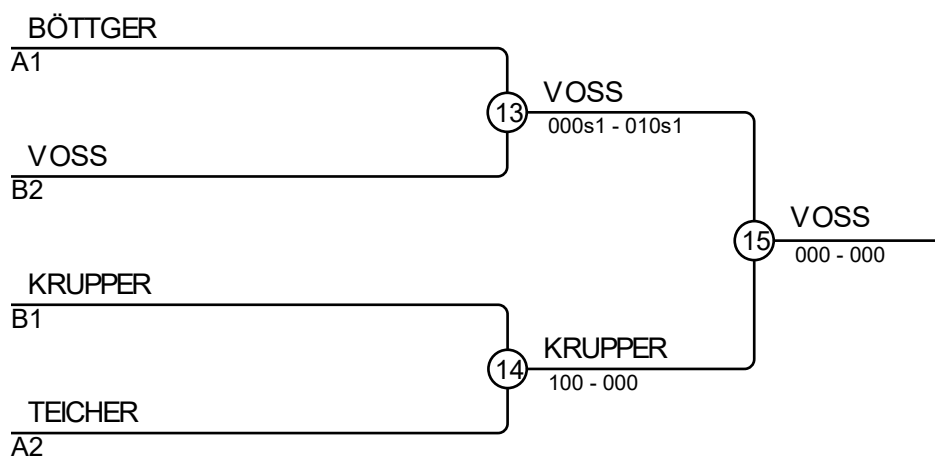 BÖTTGER
A1
13
VOSS
000s1 - 010s1
VOSS
B2
15
VOSS
000 - 000
KRUPPER
B1
14
KRUPPER
100 - 000
TEICHER
A2